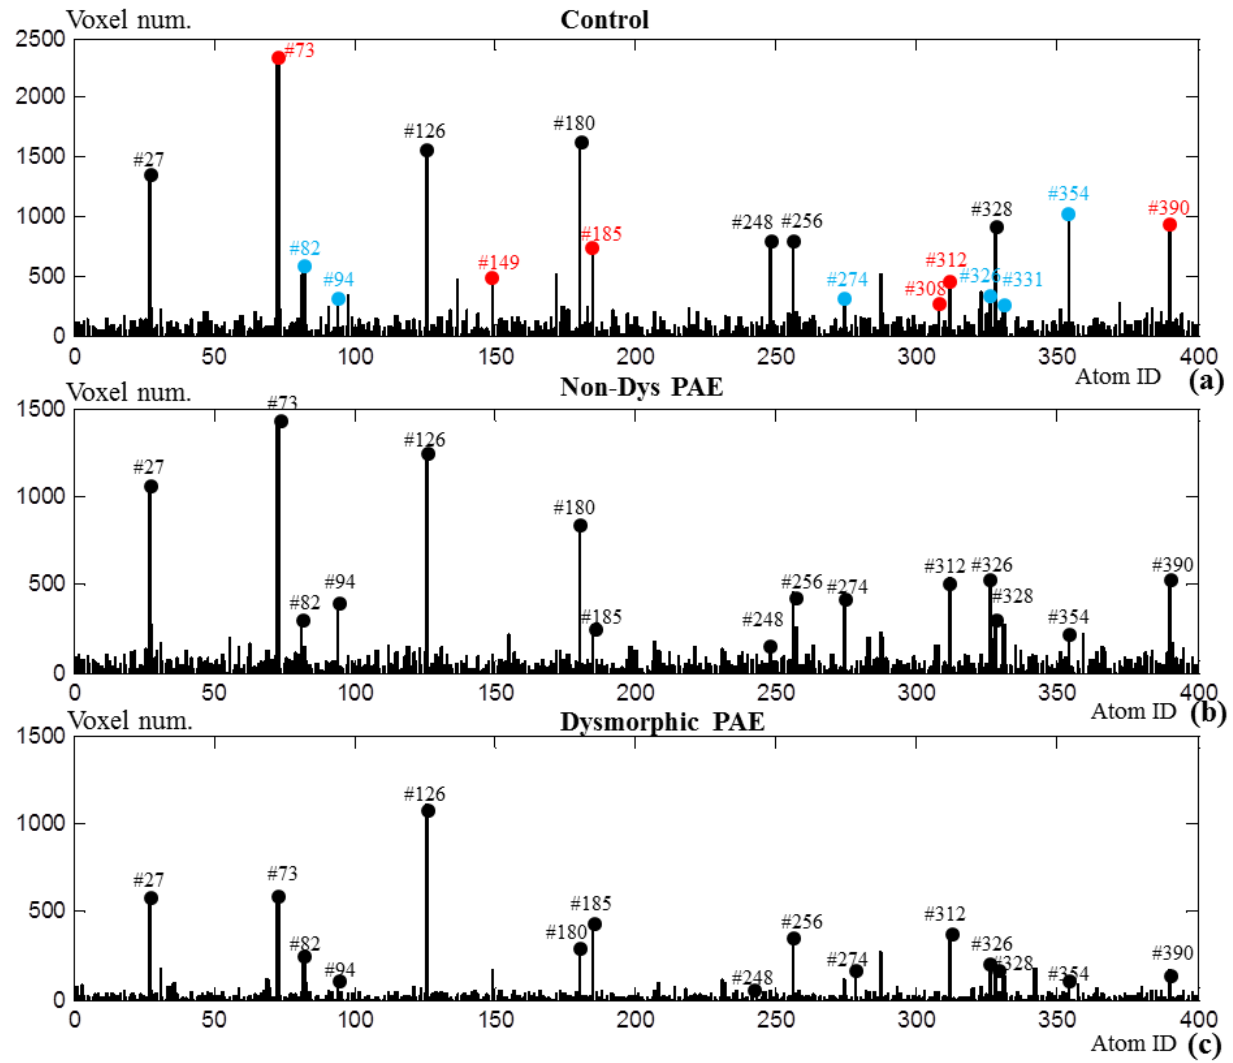 Voxel num. Control
2500
#73
2000
#126 #180
1500
#27
1000
#354
#390
#248 #256 #328
#185
#82
#149
#312
500
#94 #274 #308 #326 #331
0
0 50 100 150 200 250 300 350 400
Atom ID (a)
Voxel num. Non-Dys PAE
1500
#73
#126
#27
1000
#180
#94 #256 #274 #312 #326 #390
500
#82 #185 #248 #328 #354
0
0 50 100 150 200 250 300 350 400
Atom ID (b)
Voxel num. Dysmorphic PAE
1500
#126
1000
#27 #73
500
#185
#82 #180 #256 #312
#94 #248 #274 #326 #328 #354 #390
0
0 50 100 150 200 250 300 350 400
Atom ID (c)